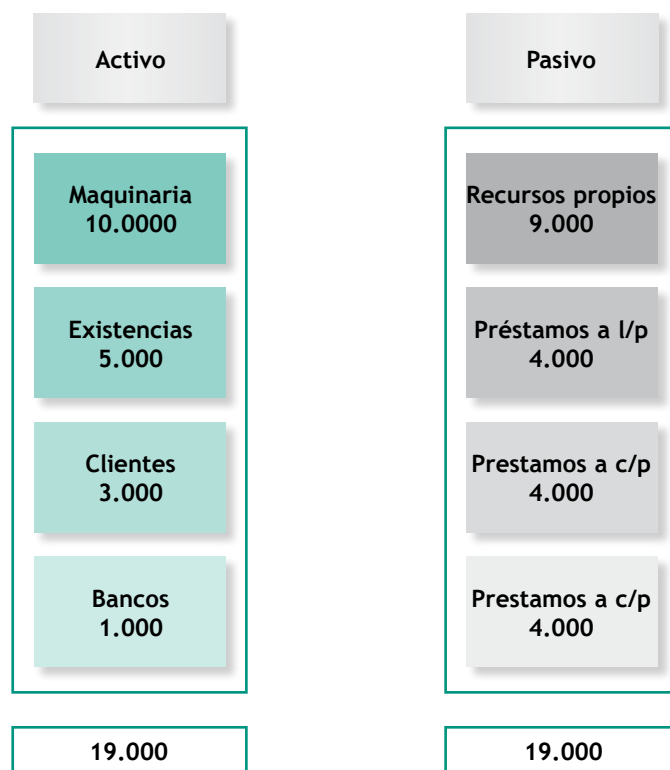 Activo
Maquinaria
10.0000
Existencias
5.000
Clientes
3.000
Bancos
1.000
19.000
Pasivo
Recursos propios
9.000
Préstamos a l/p
4.000
Prestamos a c/p
4.000
Prestamos a c/p
4.000
19.000